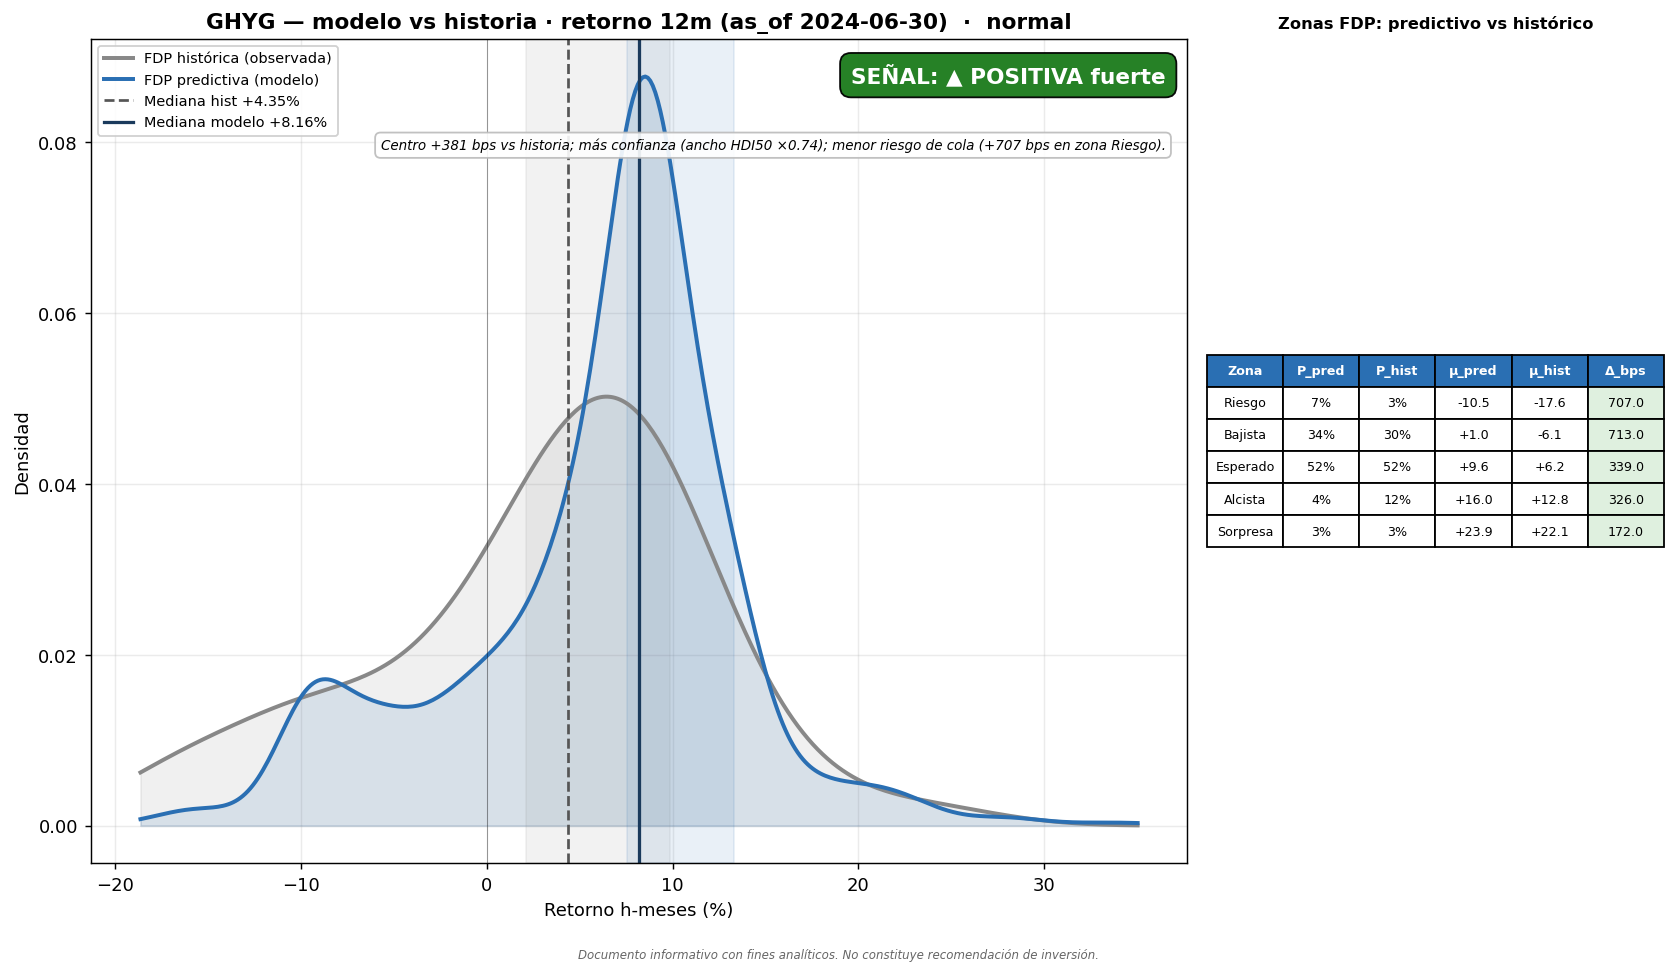 GHYG — modelo vs historia · retorno 12m (as_of 2024-06-30)  ·  normal
Zonas FDP: predictivo vs histórico
FDP histórica (observada)
FDP predictiva (modelo)
Mediana hist +4.35%
Mediana modelo +8.16%
SEÑAL: ▲ POSITIVA fuerte
Centro +381 bps vs historia; más confianza (ancho HDI50 ×0.74); menor riesgo de cola (+707 bps en zona Riesgo).
Densidad
0.08
0.06
0.04
0.02
0.00
−20 −10 0 10 20 30
Retorno h-meses (%)
Zona P_pred P_hist μ_pred μ_hist Δ_bps
Riesgo 7% 3% -10.5 -17.6 707.0
Bajista 34% 30% +1.0 -6.1 713.0
Esperado 52% 52% +9.6 +6.2 339.0
Alcista 4% 12% +16.0 +12.8 326.0
Sorpresa 3% 3% +23.9 +22.1 172.0
Documento informativo con fines analíticos. No constituye recomendación de inversión.